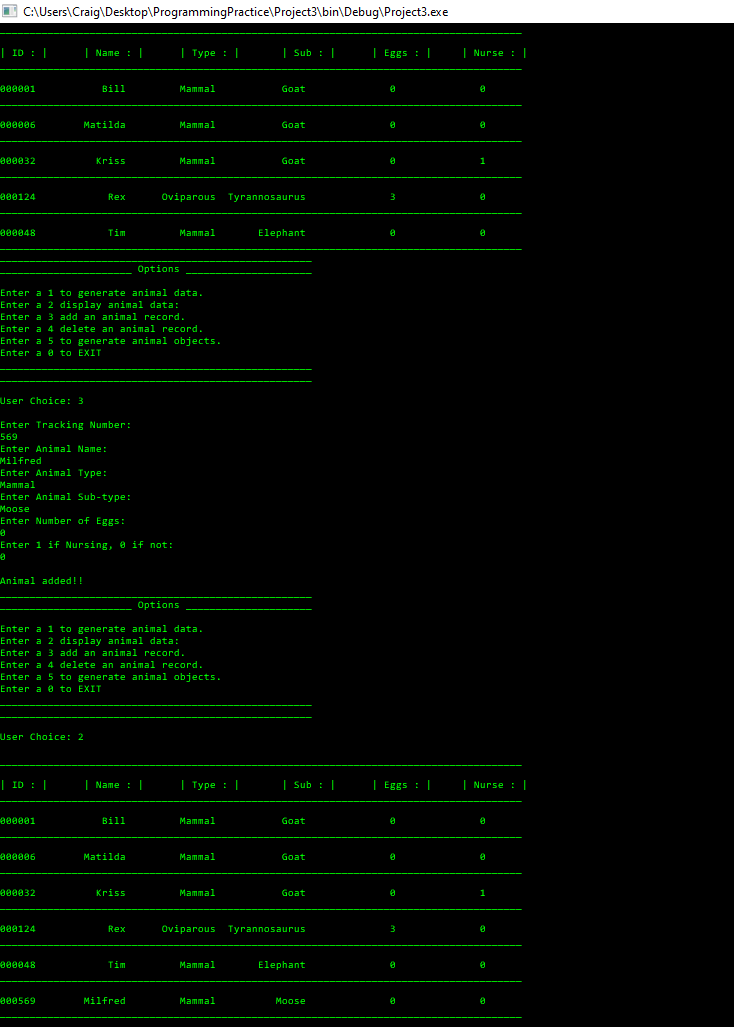 C:\Users\Craig\Desktop\ProgrammingPractice\Project3\bin\Debug\Project3.exe
| ID : | | Name : | | Type : | | Sub : | | Eggs : | | Nurse : |
000001 Bill Mammal Goat 0 0
000006 Matilda Mammal Goat 0 0
000032 Kriss Mammal Goat 0 1
000124 Rex Oviparous Tyrannosaurus 3 0
000048 Tim Mammal Elephant 0 0
Options
Enter a 1 to generate animal data.
Enter a 2 display animal data:
Enter a 3 add an animal record.
Enter a 4 delete an animal record.
Enter a 5 to generate animal objects.
Enter a 0 to EXIT
User Choice: 3
Enter Tracking Number:
569
Enter Animal Name:
Milfred
Enter Animal Type:
Mammal
Enter Animal Sub-type:
Moose
Enter Number of Eggs:
0
Enter 1 if Nursing, 0 if not:
0
Animal added!!
Options
Enter a 1 to generate animal data.
Enter a 2 display animal data:
Enter a 3 add an animal record.
Enter a 4 delete an animal record.
Enter a 5 to generate animal objects.
Enter a 0 to EXIT
User Choice: 2
| ID : | | Name : | | Type : | | Sub : | | Eggs : | | Nurse : |
000001 Bill Mammal Goat 0 0
000006 Matilda Mammal Goat 0 0
000032 Kriss Mammal Goat 0 1
000124 Rex Oviparous Tyrannosaurus 3 0
000048 Tim Mammal Elephant 0 0
000569 Milfred Mammal Moose 0 0